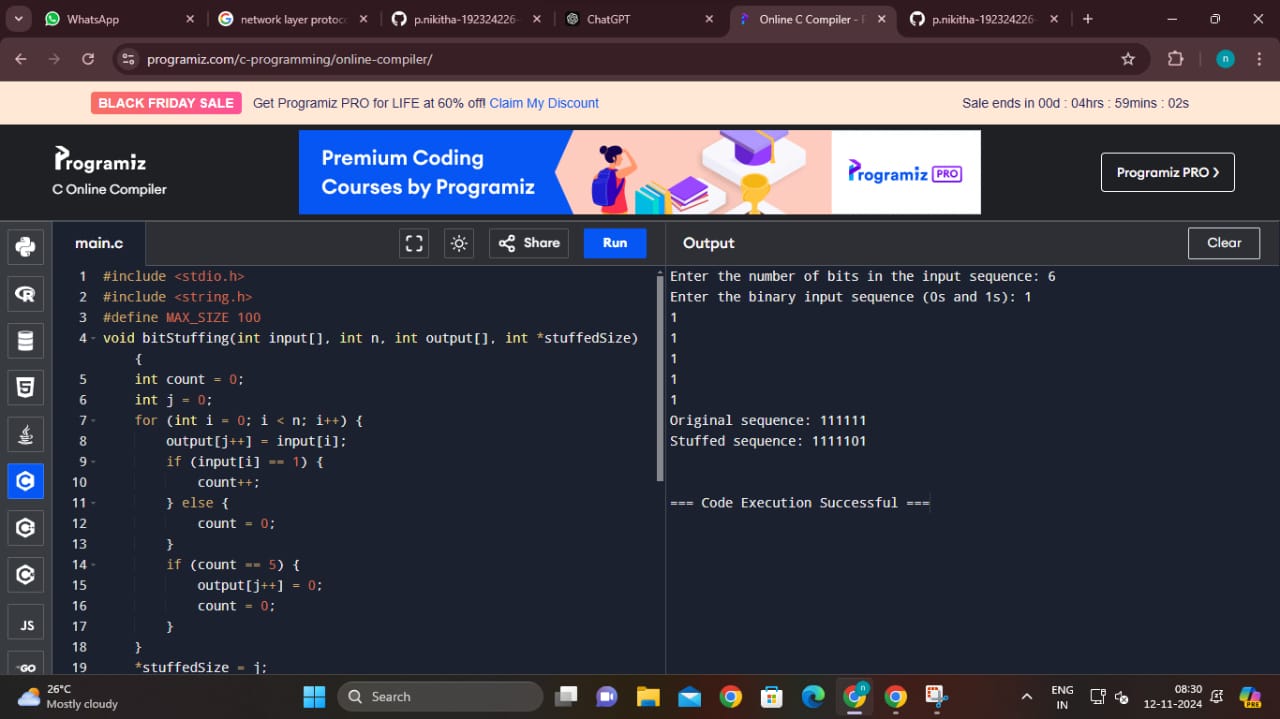 WhatsApp
network layer protoc
p.nikitha-192324226-
ChatGPT
Online C Compiler -
p.nikitha-192324226-
programiz.com/c-programming/online-compiler/
n
BLACK FRIDAY SALE Get Programiz PRO for LIFE at 60% off! Claim My Discount
Sale ends in 00d : 04hrs : 59mins : 02s
Programiz
C Online Compiler
Premium Coding
Courses by Programiz
Programiz PRO
Programiz PRO >
main.c
Share
Run
Output
Clear
1 #include <stdio.h>
2 #include <string.h>
3 #define MAX_SIZE 100
4 void bitStuffing(int input[], int n, int output[], int *stuffedSize)
{
5 int count = 0;
6 int j = 0;
7 for (int i = 0; i < n; i++) {
8 output[j++] = input[i];
9 if (input[i] == 1) {
10 count++;
11 } else {
12 count = 0;
13 }
14 if (count == 5) {
15 output[j++] = 0;
16 count = 0;
17 }
18 }
19 *stuffedSize = j;
Enter the number of bits in the input sequence: 6
Enter the binary input sequence (0s and 1s): 1
1
1
1
1
1
Original sequence: 111111
Stuffed sequence: 1111101
=== Code Execution Successful ===
JS
GO
26°C
Mostly cloudy
Search
n
ENG
IN
08:30
12-11-2024
PRE